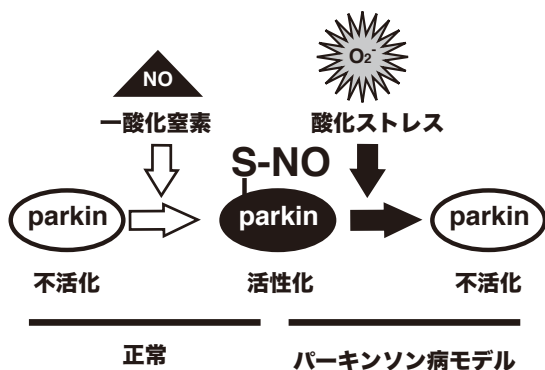 NO
O2-
一酸化窒素
酸化ストレス
S-NO
parkin
parkin
parkin
不活化
活性化
不活化
正常
パーキンソン病モデル